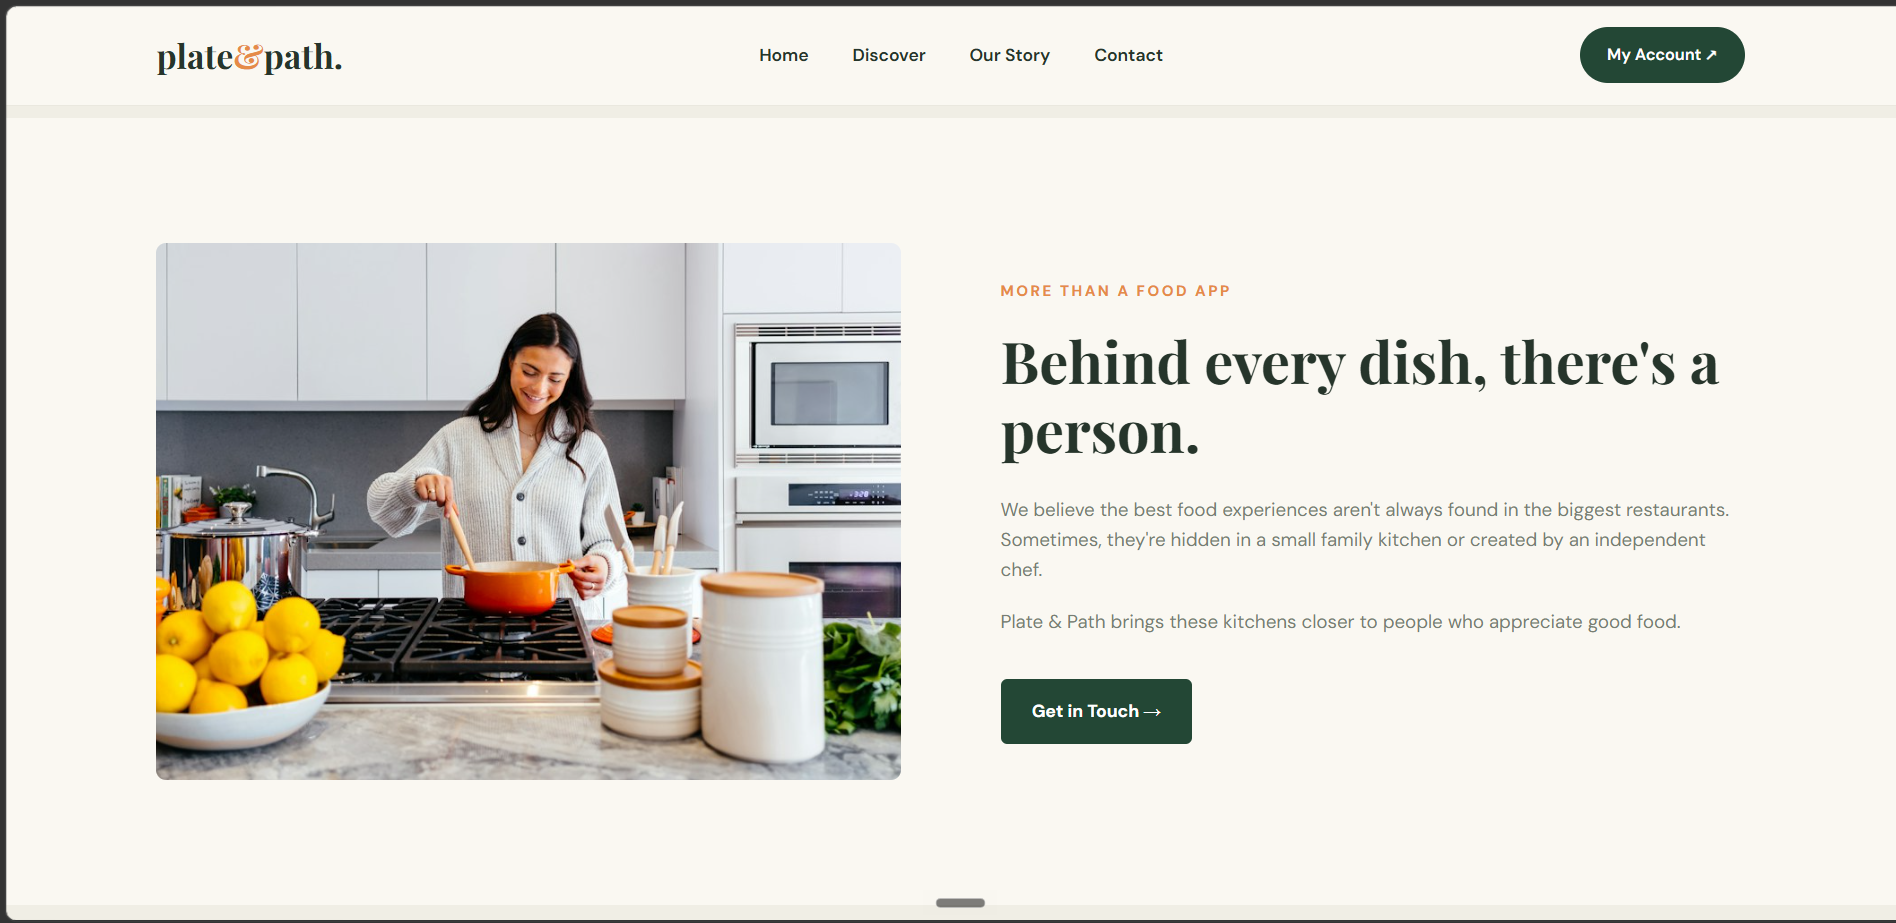 plate&path.
Home
Discover
Our Story
Contact
My Account ↗
MORE THAN A FOOD APP
Behind every dish, there's a
person.
We believe the best food experiences aren't always found in the biggest restaurants.
Sometimes, they're hidden in a small family kitchen or created by an independent
chef.
Plate & Path brings these kitchens closer to people who appreciate good food.
Get in Touch →